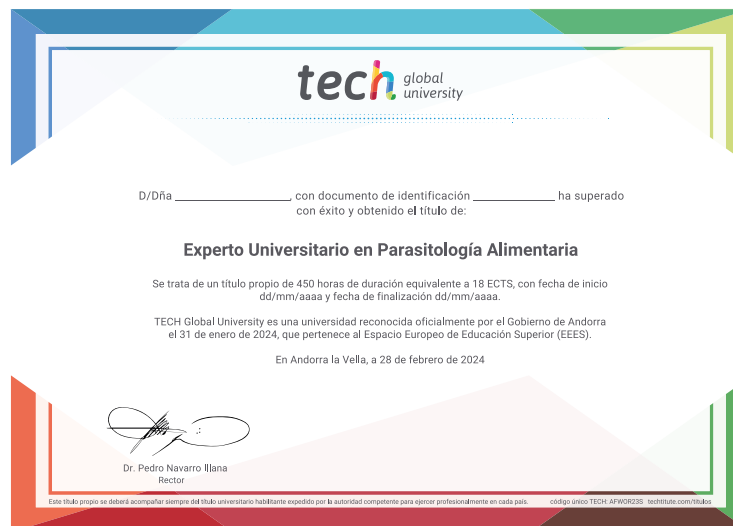 tech global
university
D/Dña ______________, con documento de identificación ____________ ha superado
con éxito y obtenido el título de:
Experto Universitario en Parasitología Alimentaria
Se trata de un título propio de 450 horas de duración equivalente a 18 ECTS, con fecha de inicio
dd/mm/aaaa y fecha de finalización dd/mm/aaaa.
TECH Global University es una universidad reconocida oficialmente por el Gobierno de Andorra
el 31 de enero de 2024, que pertenece al Espacio Europeo de Educación Superior (EEES).
En Andorra la Vella, a 28 de febrero de 2024
Dr. Pedro Navarro Illana
Rector
Este título propio se deberá acompañar siempre del título universitario habilitante expedido por la autoridad competente para ejercer profesionalmente en cada país. código único TECH: AFWOR23S techtitute.com/titulos